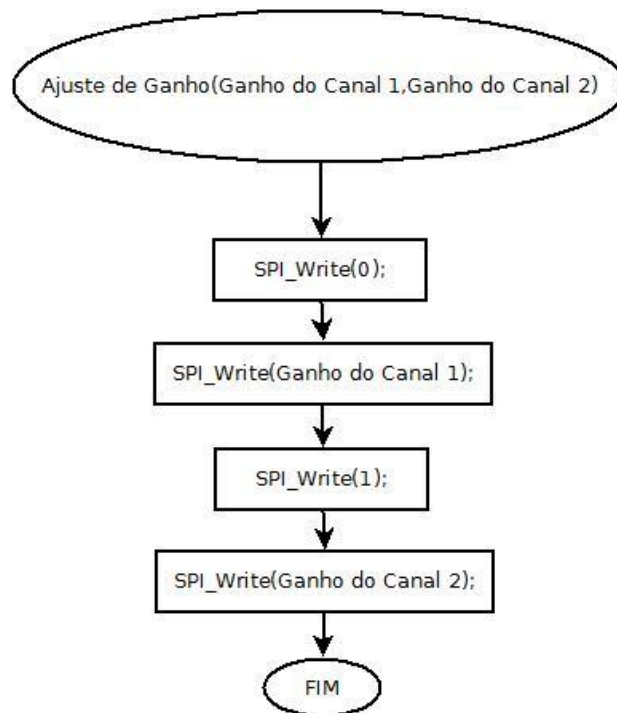 Ajuste de Ganho(Ganho do Canal 1,Ganho do Canal 2)
SPI_Write(0);
SPI_Write(Ganho do Canal 1);
SPI_Write(1);
SPI_Write(Ganho do Canal 2);
FIM